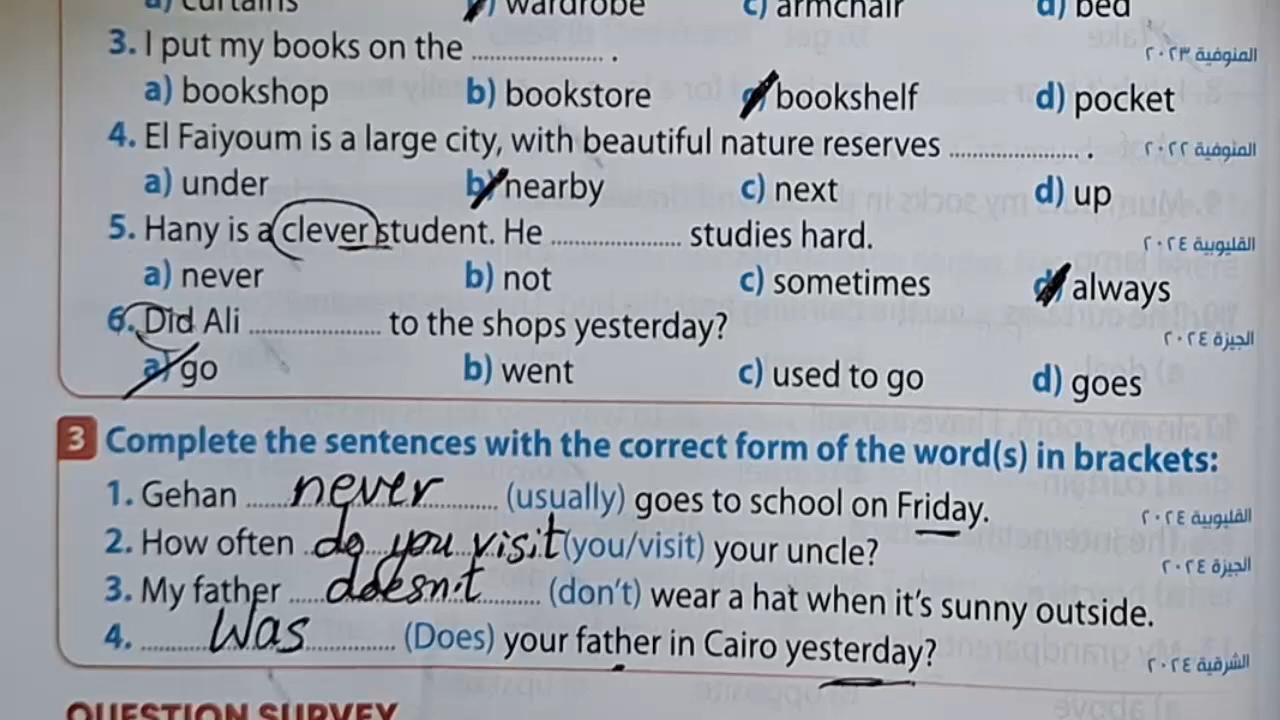 a) curtains b) wardrobe c) armchair d) bed
3. I put my books on the .................... . المنوفية ٢٠٢٣
a) bookshop b) bookstore c) bookshelf d) pocket
4. El Faiyoum is a large city, with beautiful nature reserves .................... . المنوفية ٢٠٢٢
a) under b) nearby c) next d) up
5. Hany is a clever student. He .................... studies hard. القليوبية ٢٠٢٤
a) never b) not c) sometimes d) always
6. Did Ali .................... to the shops yesterday? الجيزة ٢٠٢٤
a) go b) went c) used to go d) goes
3 Complete the sentences with the correct form of the word(s) in brackets:
1. Gehan never (usually) goes to school on Friday. القليوبية ٢٠٢٤
2. How often do you visit (you/visit) your uncle? الجيزة ٢٠٢٤
3. My father doesn't (don't) wear a hat when it's sunny outside.
4. Was (Does) your father in Cairo yesterday? الشرقية ٢٠٢٤
QUESTION SURVEY